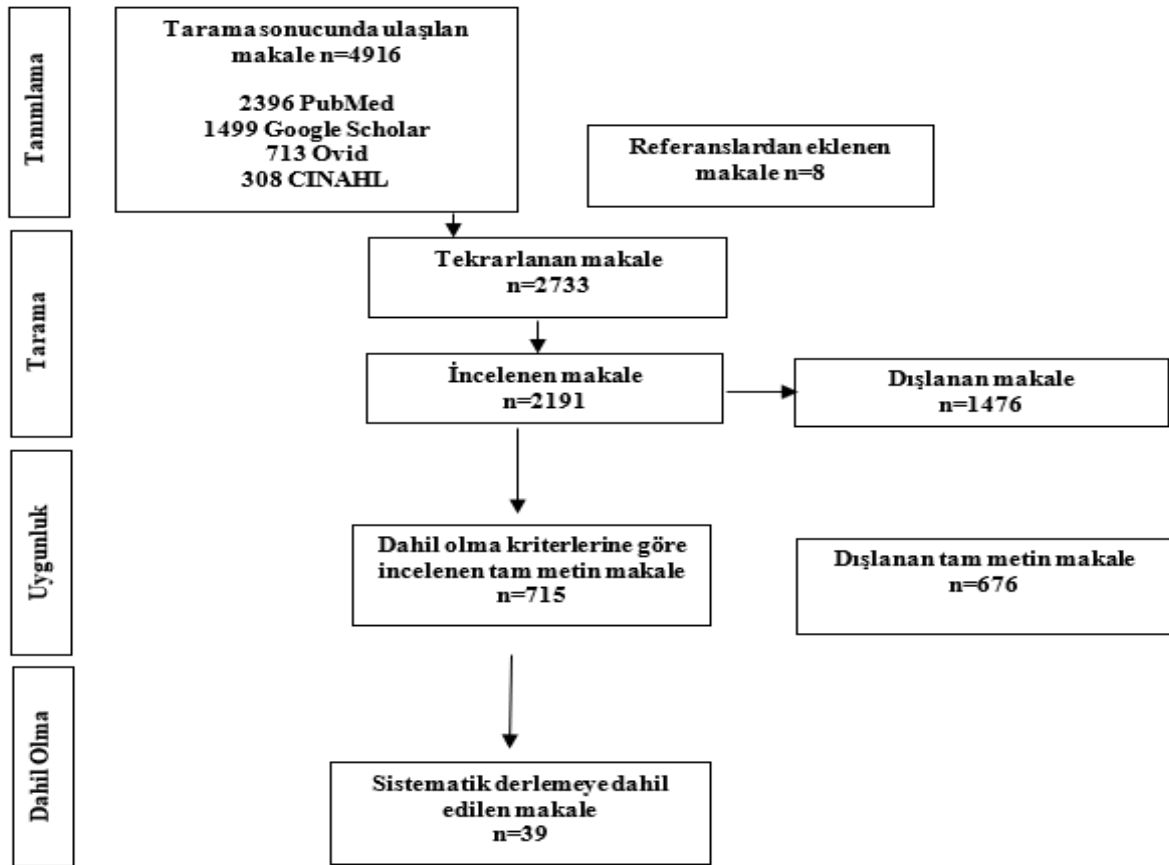 Tanımlama
Tarama sonucunda ulaşılan
makale n=4916
2396 PubMed
1499 Google Scholar
713 Ovid
308 CINAHL
Referanslardan eklenen
makale n=8
Tarama
Tekrarlanan makale
n=2733
İncelenen makale
n=2191
Dışlanan makale
n=1476
Uygunluk
Dahil olma kriterlerine göre
incelenen tam metin makale
n=715
Dışlanan tam metin makale
n=676
Dahil Olma
Sistematik derlemeye dahil
edilen makale
n=39